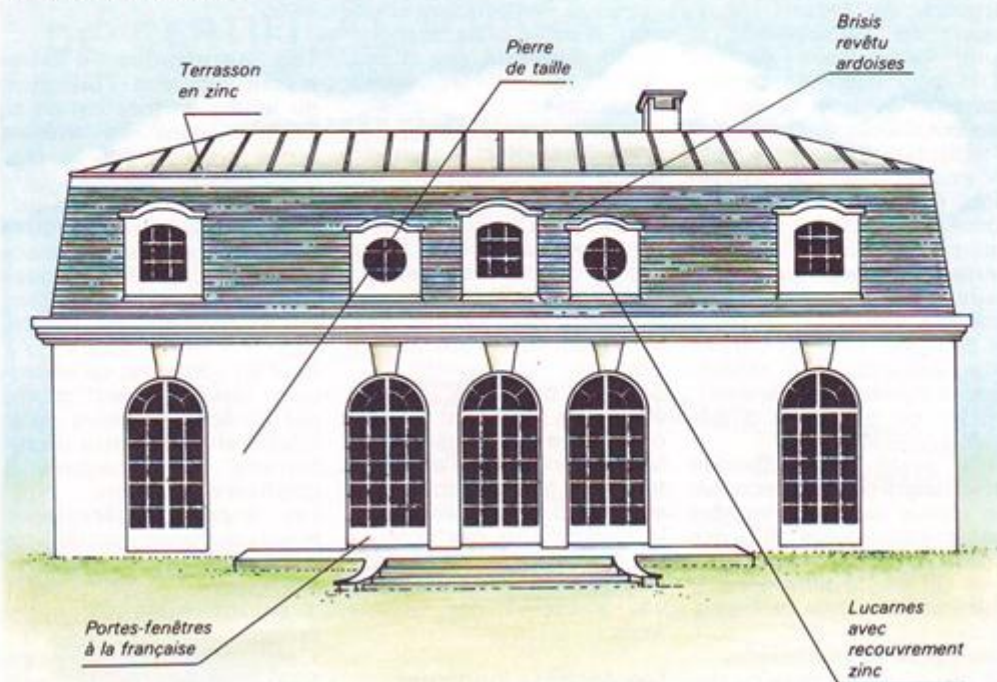 Terrasson
en zinc
Pierre
de taille
Brisis
revêtu
ardoises
Portes-fenêtres
à la française
Lucarnes
avec
recouvrement
zinc